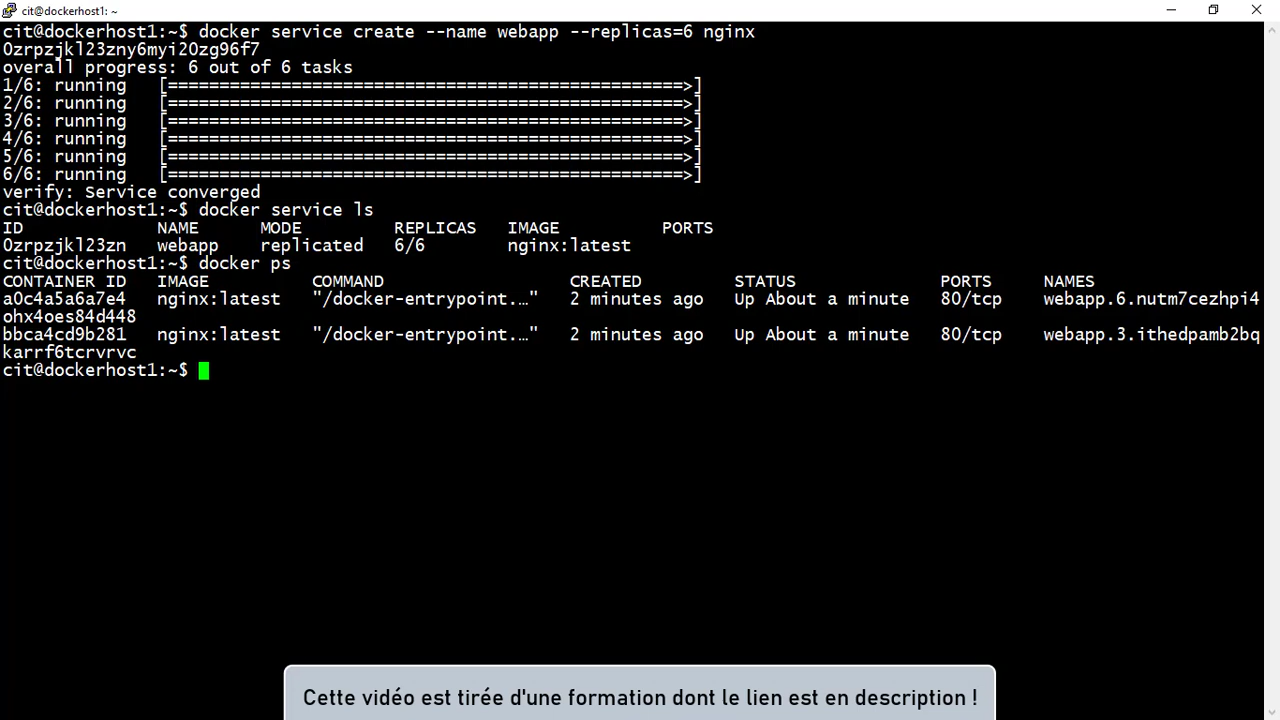 cit@dockerhost1: ~
cit@dockerhost1:~$ docker service create --name webapp --replicas=6 nginx
0zrpzjkl23zny6myi20zg96f7
overall progress: 6 out of 6 tasks
1/6: running   [==================================================>]
2/6: running   [==================================================>]
3/6: running   [==================================================>]
4/6: running   [==================================================>]
5/6: running   [==================================================>]
6/6: running   [==================================================>]
verify: Service converged
cit@dockerhost1:~$ docker service ls
ID             NAME      MODE         REPLICAS   IMAGE          PORTS
0zrpzjkl23zn   webapp    replicated   6/6        nginx:latest
cit@dockerhost1:~$ docker ps
CONTAINER ID   IMAGE          COMMAND                  CREATED         STATUS              PORTS     NAMES
a0c4a5a6a7e4   nginx:latest   "/docker-entrypoint.…"   2 minutes ago   Up About a minute   80/tcp    webapp.6.nutm7cezhpi4
ohx4oes84d448
bbca4cd9b281   nginx:latest   "/docker-entrypoint.…"   2 minutes ago   Up About a minute   80/tcp    webapp.3.ithedpamb2bq
karrf6tcrvrvc
cit@dockerhost1:~$
Cette vidéo est tirée d'une formation dont le lien est en description !